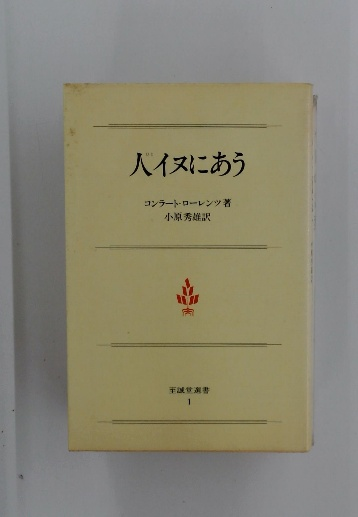 人イヌにあう
コンラート・ローレンツ著
小原秀雄訳
至誠堂選書
1